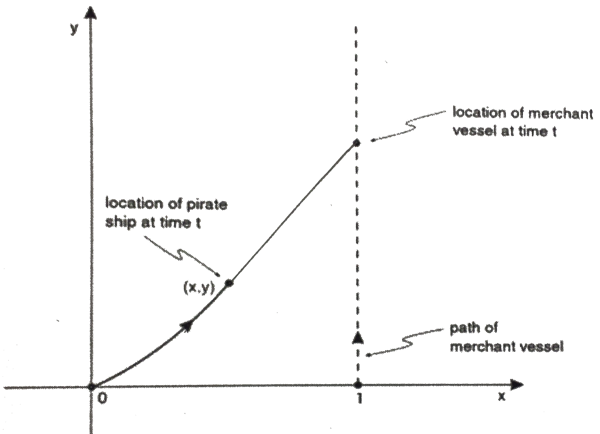 y
location of merchant
vessel at time t
location of pirate
ship at time t
(x,y)
path of
merchant vessel
0
1
x